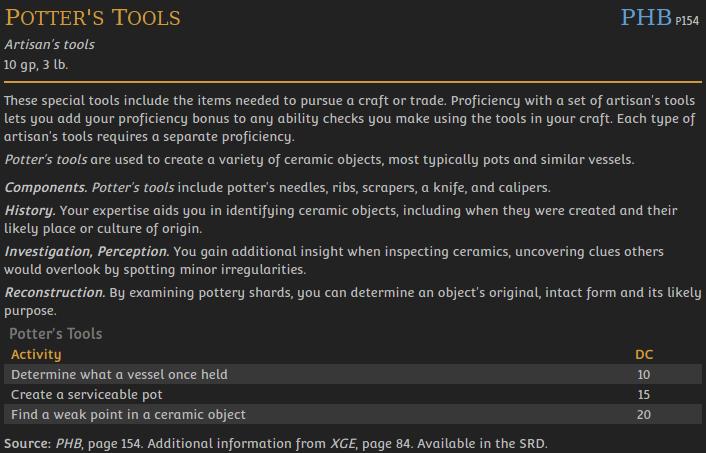 Potter's Tools PHB P154
Artisan's tools
10 gp, 3 lb.
These special tools include the items needed to pursue a craft or trade. Proficiency with a set of artisan's tools
lets you add your proficiency bonus to any ability checks you make using the tools in your craft. Each type of
artisan's tools requires a separate proficiency.
Potter's tools are used to create a variety of ceramic objects, most typically pots and similar vessels.
Components. Potter's tools include potter's needles, ribs, scrapers, a knife, and calipers.
History. Your expertise aids you in identifying ceramic objects, including when they were created and their
likely place or culture of origin.
Investigation, Perception. You gain additional insight when inspecting ceramics, uncovering clues others
would overlook by spotting minor irregularities.
Reconstruction. By examining pottery shards, you can determine an object's original, intact form and its likely
purpose.
Potter's Tools
Activity DC
Determine what a vessel once held 10
Create a serviceable pot 15
Find a weak point in a ceramic object 20
Source: PHB, page 154. Additional information from XGE, page 84. Available in the SRD.